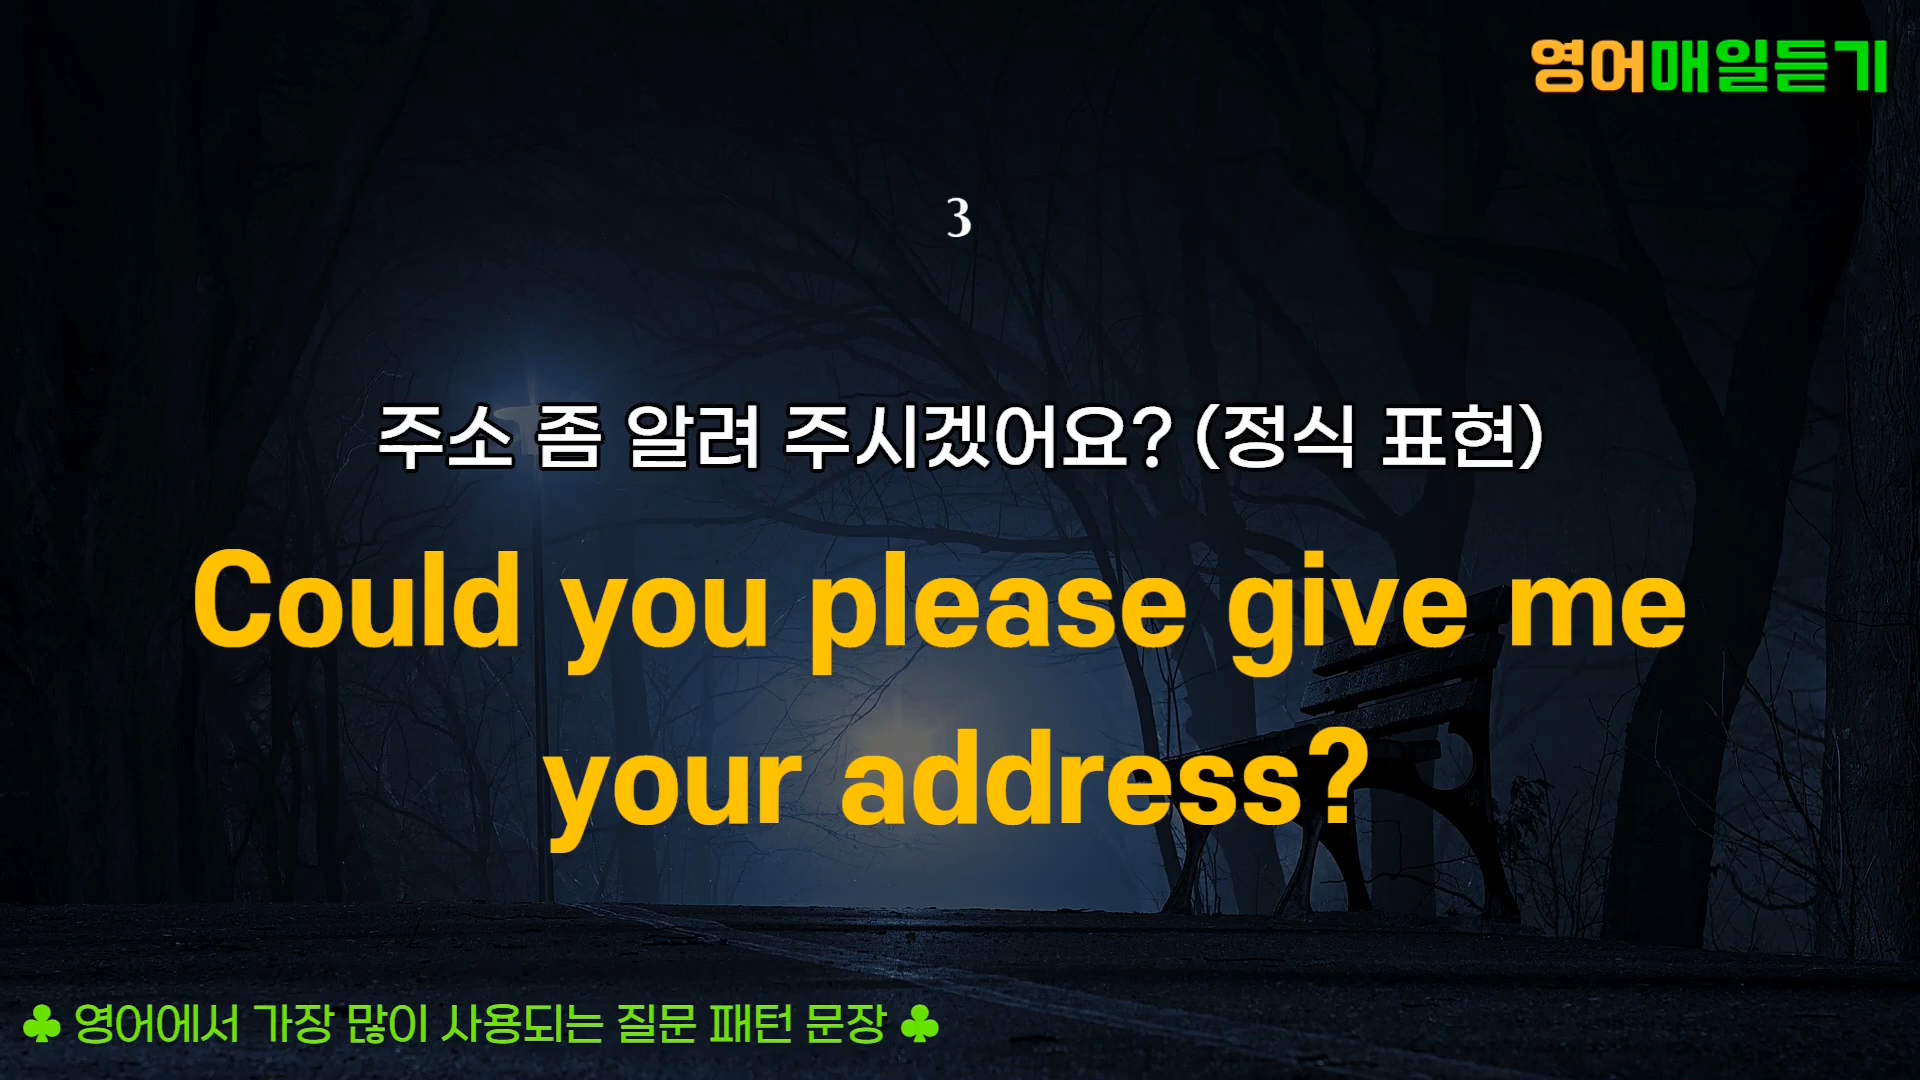 영어매일듣기
3
주소 좀 알려 주시겠어요? (정식 표현)
Could you please give me
your address?
♣ 영어에서 가장 많이 사용되는 질문 패턴 문장 ♣